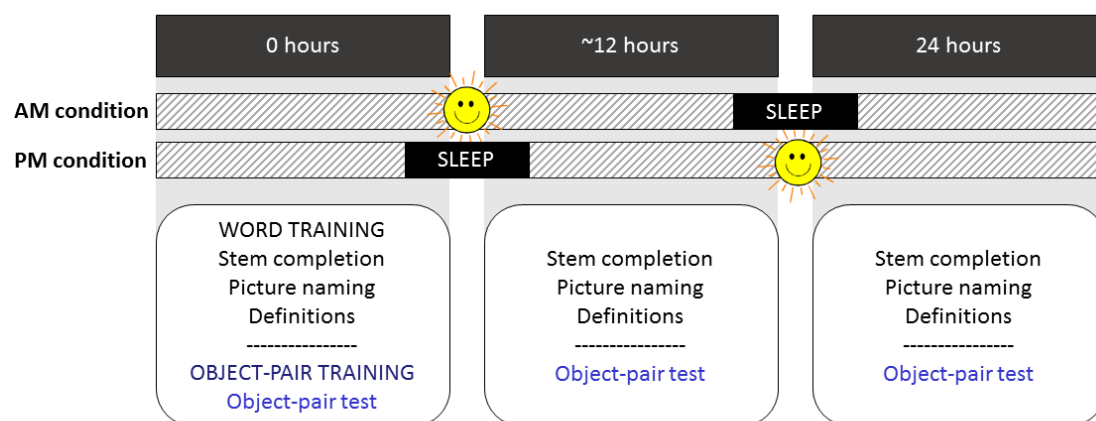 0 hours
~12 hours
24 hours
AM condition
SLEEP
PM condition
SLEEP
WORD TRAINING
Stem completion
Picture naming
Definitions
----------------
OBJECT-PAIR TRAINING
Object-pair test
Stem completion
Picture naming
Definitions
----------------
Object-pair test
Stem completion
Picture naming
Definitions
----------------
Object-pair test